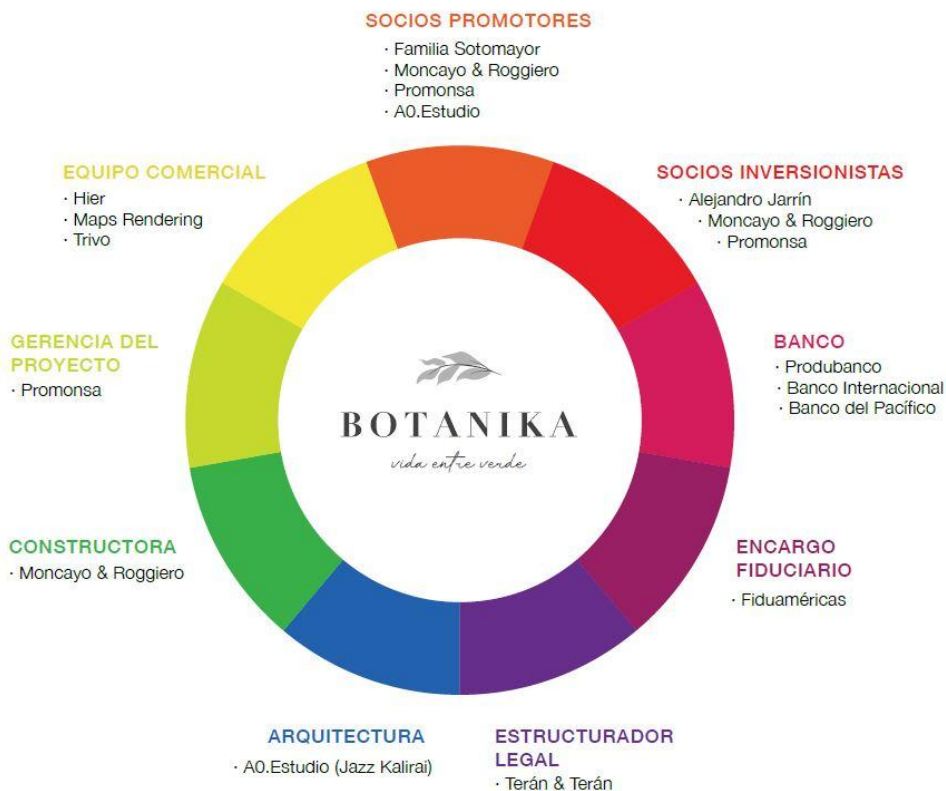 SOCIOS PROMOTORES
· Familia Sotomayor
· Moncayo & Roggiero
· Promonsa
· A0.Estudio
EQUIPO COMERCIAL
· Hier
· Maps Rendering
· Trivo
SOCIOS INVERSIONISTAS
· Alejandro Jarrín
· Moncayo & Roggiero
· Promonsa
GERENCIA DEL
PROYECTO
· Promonsa
BANCO
· Produbanco
· Banco Internacional
· Banco del Pacífico
BOTANIKA
vida entre verde
CONSTRUCTORA
· Moncayo & Roggiero
ENCARGO
FIDUCIARIO
· Fiduaméricas
ARQUITECTURA
· A0.Estudio (Jazz Kalirai)
ESTRUCTURADOR
LEGAL
· Terán & Terán